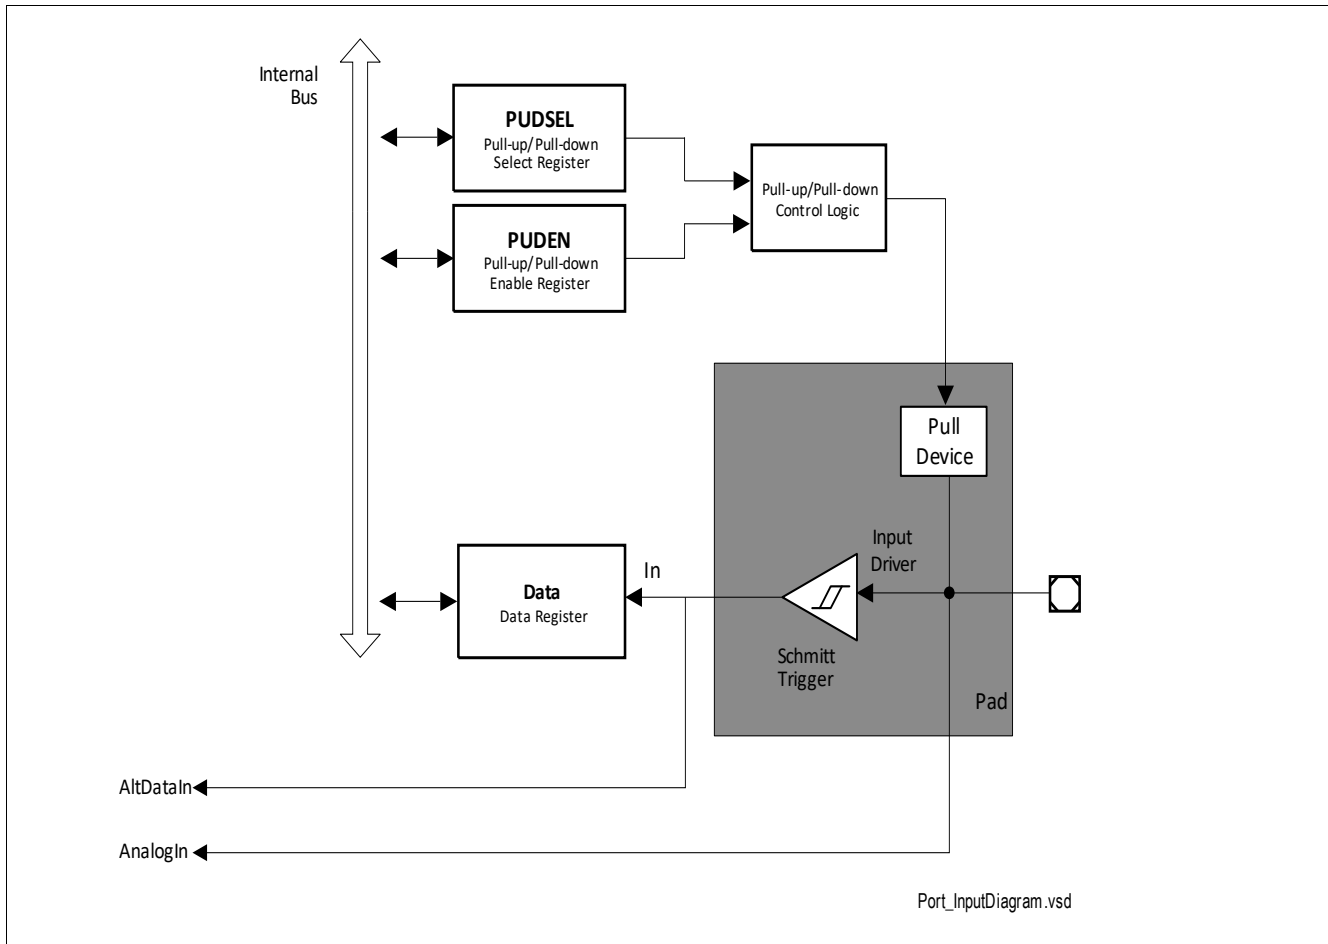 Internal
Bus
PUDSEL
Pull-up/Pull-down
Select Register
PUDEN
Pull-up/Pull-down
Enable Register
Pull-up/Pull-down
Control Logic
Pull
Device
Input
Driver
In
Data
Data Register
Schmitt
Trigger
Pad
AltDataIn
AnalogIn
Port_InputDiagram.vsd